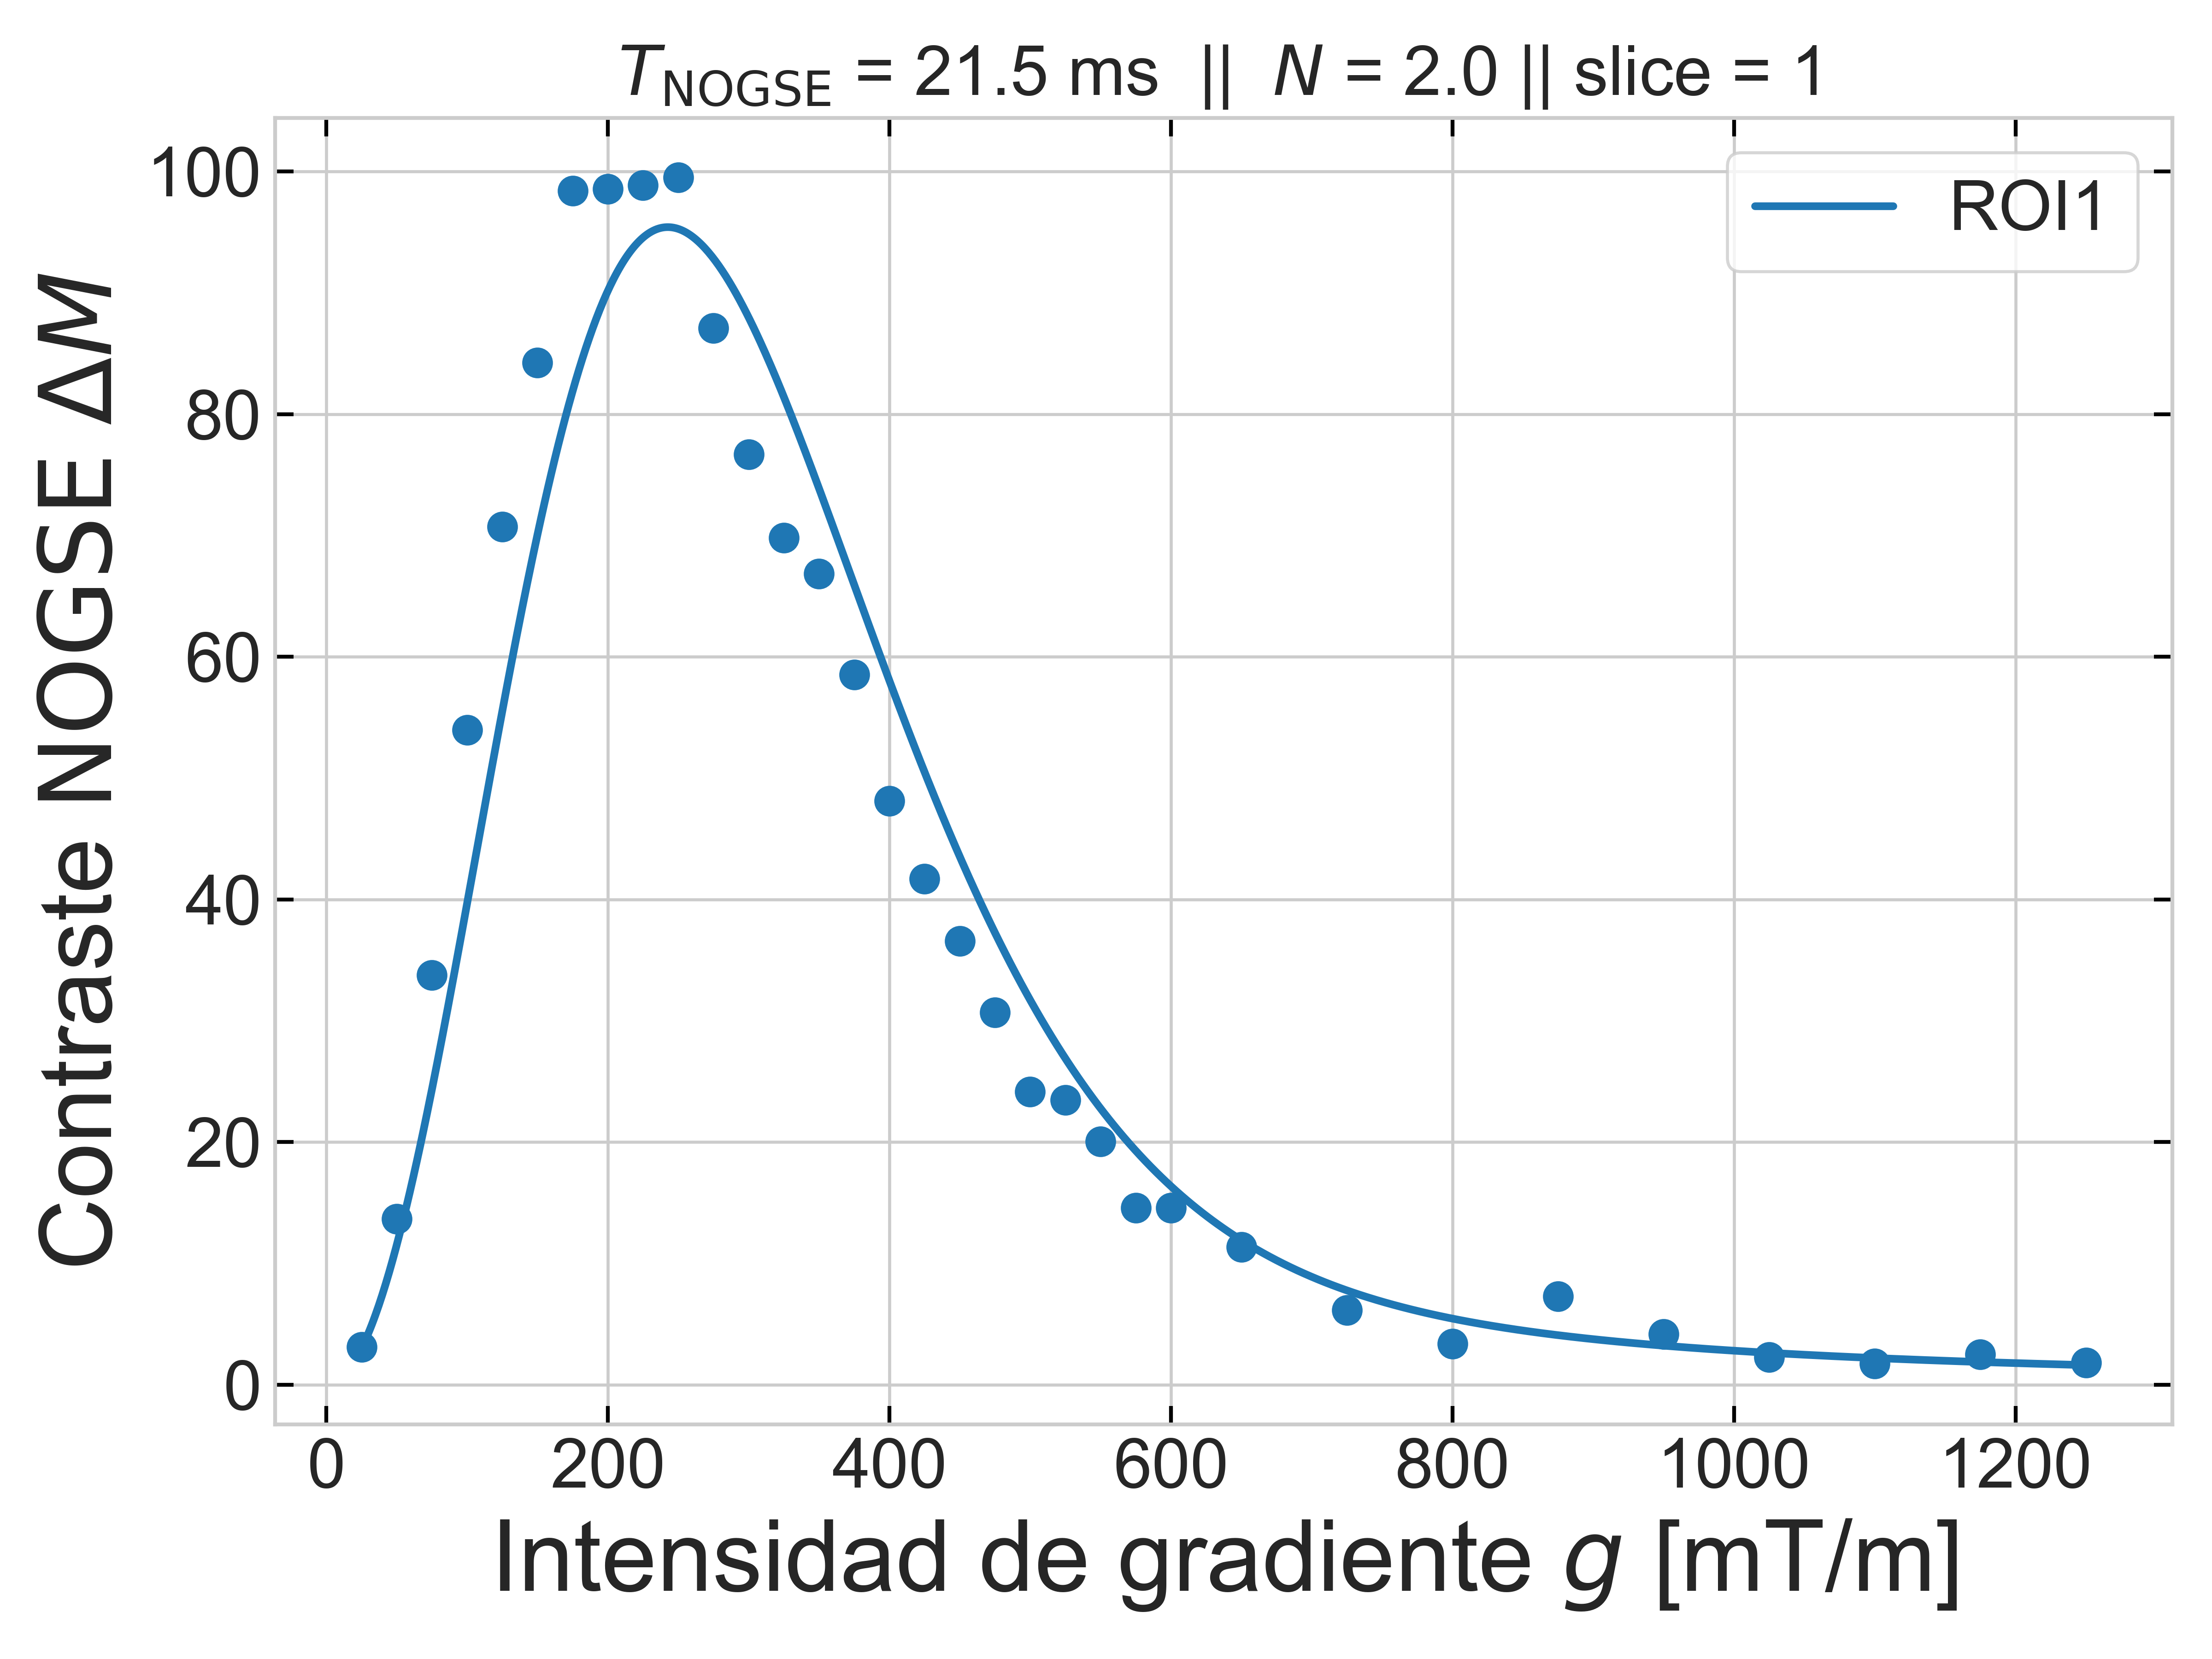 T_NOGSE = 21.5 ms || N = 2.0 || slice = 1
ROI1
Contraste NOGSE ΔM
100
80
60
40
20
0
0 200 400 600 800 1000 1200
Intensidad de gradiente g [mT/m]